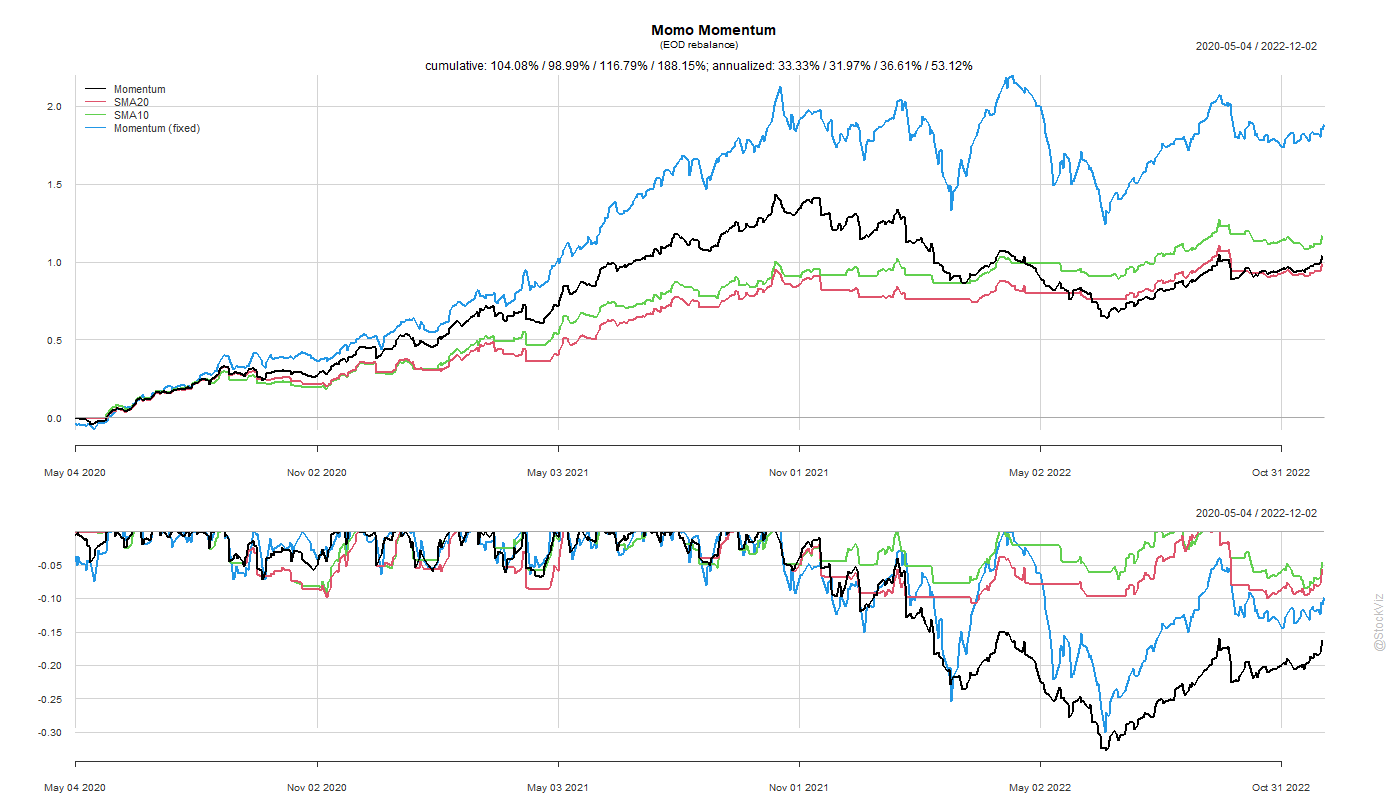 Momo Momentum
(EOD rebalance)
2020-05-04 / 2022-12-02
cumulative: 104.08% / 98.99% / 116.79% / 188.15%; annualized: 33.33% / 31.97% / 36.61% / 53.12%
Momentum
SMA20
SMA10
Momentum (fixed)
2.0
1.5
1.0
0.5
0.0
May 04 2020 Nov 02 2020 May 03 2021 Nov 01 2021 May 02 2022 Oct 31 2022
2020-05-04 / 2022-12-02
-0.05
-0.10
-0.15
-0.20
-0.25
-0.30
May 04 2020 Nov 02 2020 May 03 2021 Nov 01 2021 May 02 2022 Oct 31 2022
@StockViz